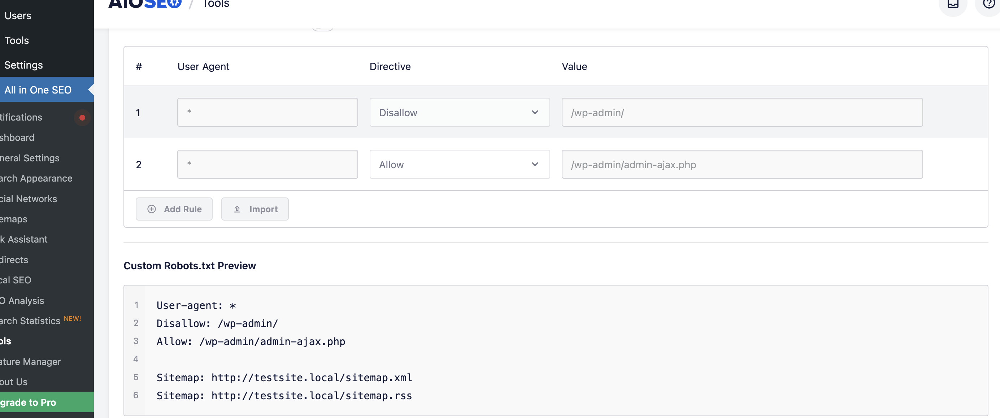 AIOSEO / Tools
Users
Tools
Settings
All in One SEO
tifications
shboard
neral Settings
arch Appearance
cial Networks
emaps
k Assistant
directs
cal SEO
O Analysis
arch Statistics NEW!
ols
ature Manager
out Us
grade to Pro
# User Agent Directive Value
1 * Disallow /wp-admin/
2 * Allow /wp-admin/admin-ajax.php
Add Rule Import
Custom Robots.txt Preview
1 User-agent: *
2 Disallow: /wp-admin/
3 Allow: /wp-admin/admin-ajax.php
4
5 Sitemap: http://testsite.local/sitemap.xml
6 Sitemap: http://testsite.local/sitemap.rss